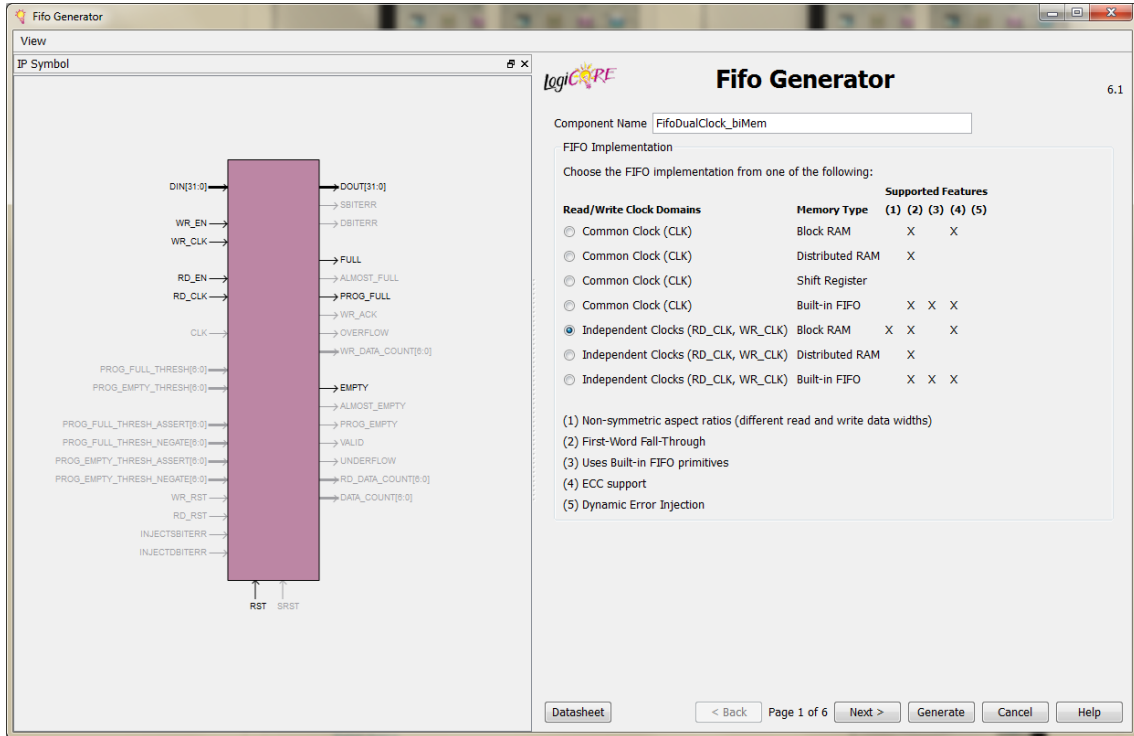 Fifo Generator
View
IP Symbol
DIN[31:0]
WR_EN
WR_CLK
RD_EN
RD_CLK
CLK
PROG_FULL_THRESH[6:0]
PROG_EMPTY_THRESH[6:0]
PROG_FULL_THRESH_ASSERT[6:0]
PROG_FULL_THRESH_NEGATE[6:0]
PROG_EMPTY_THRESH_ASSERT[6:0]
PROG_EMPTY_THRESH_NEGATE[6:0]
WR_RST
RD_RST
INJECTSBITERR
INJECTDBITERR
DOUT[31:0]
SBITERR
DBITERR
FULL
ALMOST_FULL
PROG_FULL
WR_ACK
OVERFLOW
WR_DATA_COUNT[6:0]
EMPTY
ALMOST_EMPTY
PROG_EMPTY
VALID
UNDERFLOW
RD_DATA_COUNT[6:0]
DATA_COUNT[6:0]
RST SRST
LogiCORE
Fifo Generator
6.1
Component Name FifoDualClock_biMem
FIFO Implementation
Choose the FIFO implementation from one of the following:
Supported Features
Read/Write Clock Domains Memory Type (1) (2) (3) (4) (5)
Common Clock (CLK) Block RAM X X
Common Clock (CLK) Distributed RAM X
Common Clock (CLK) Shift Register
Common Clock (CLK) Built-in FIFO X X X
Independent Clocks (RD_CLK, WR_CLK) Block RAM X X X
Independent Clocks (RD_CLK, WR_CLK) Distributed RAM X
Independent Clocks (RD_CLK, WR_CLK) Built-in FIFO X X X
(1) Non-symmetric aspect ratios (different read and write data widths)
(2) First-Word Fall-Through
(3) Uses Built-in FIFO primitives
(4) ECC support
(5) Dynamic Error Injection
Datasheet < Back Page 1 of 6 Next > Generate Cancel Help